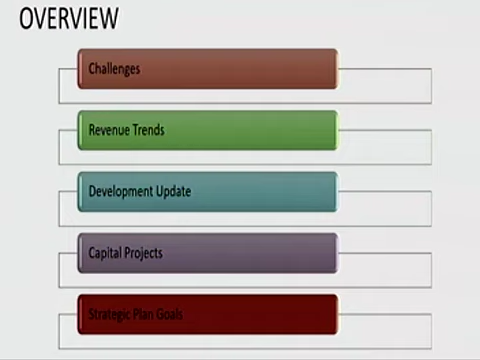 OVERVIEW
Challenges
Revenue Trends
Development Update
Capital Projects
Strategic Plan Goals